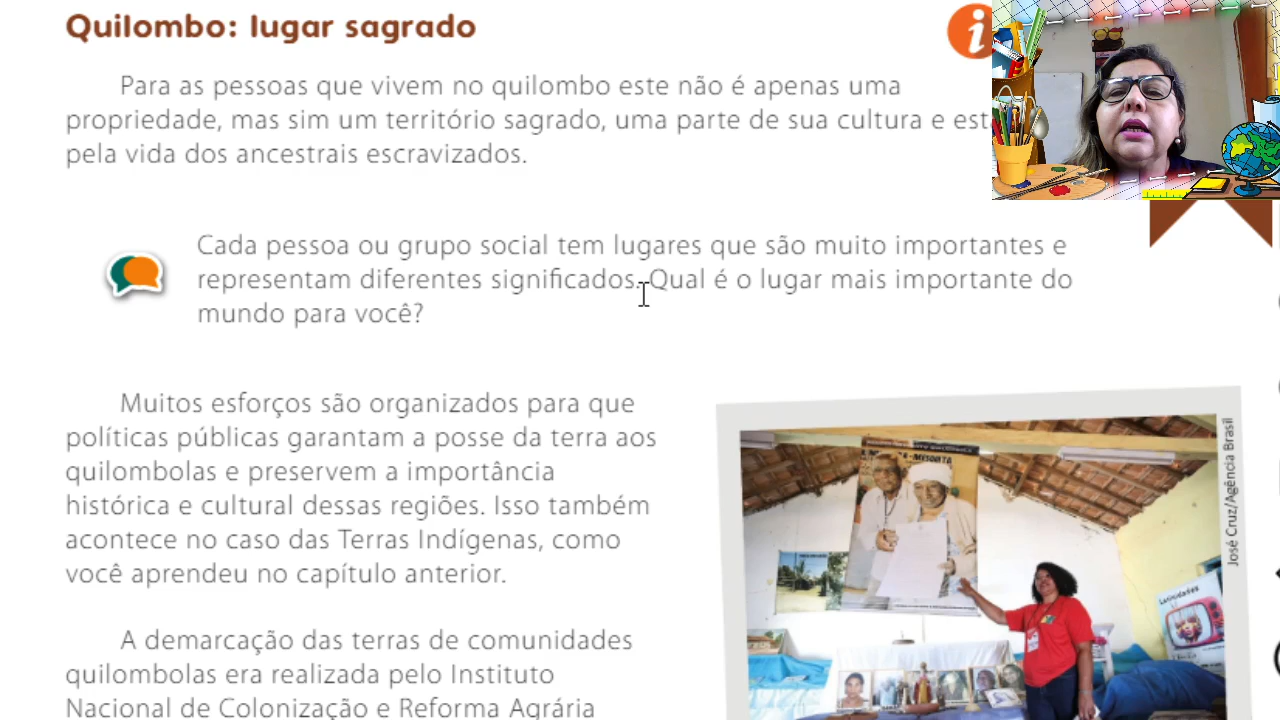 Quilombo: lugar sagrado
i
Para as pessoas que vivem no quilombo este não é apenas uma
propriedade, mas sim um território sagrado, uma parte de sua cultura e est
pela vida dos ancestrais escravizados.
Cada pessoa ou grupo social tem lugares que são muito importantes e
representam diferentes significados. Qual é o lugar mais importante do
mundo para você?
Muitos esforços são organizados para que
políticas públicas garantam a posse da terra aos
quilombolas e preservem a importância
histórica e cultural dessas regiões. Isso também
acontece no caso das Terras Indígenas, como
você aprendeu no capítulo anterior.
A demarcação das terras de comunidades
quilombolas era realizada pelo Instituto
Nacional de Colonização e Reforma Agrária
José Cruz/Agência Brasil
Latinidades